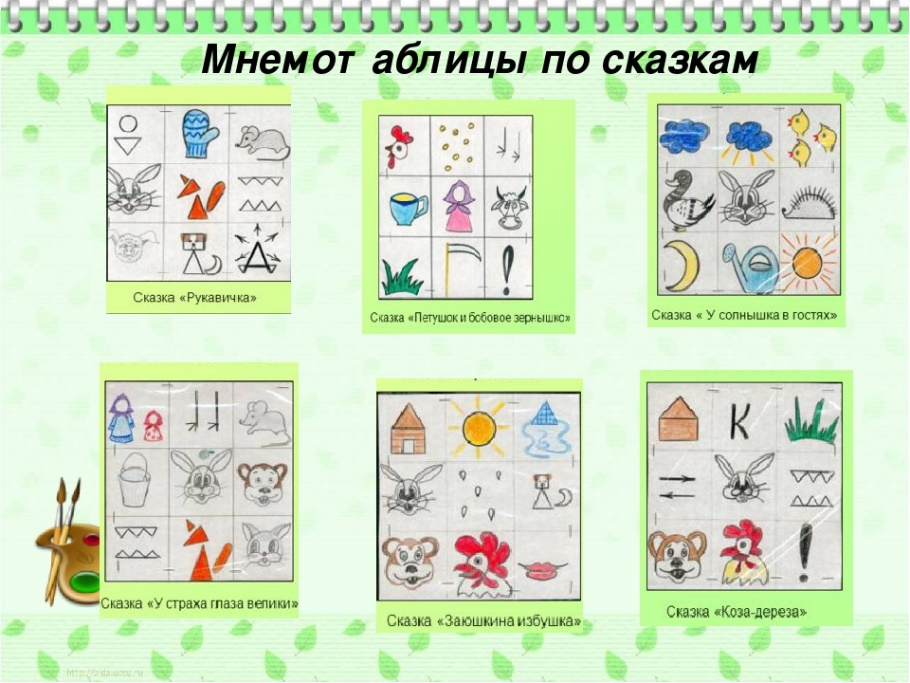 Мнемот аблицы по сказкам
Сказка «Рукавичка»
Сказка «Петушок и бобовое зернышко»
Сказка « У солнышка в гостях»
К
Сказка «У страха глаза велики»
Сказка «Заюшкина избушка»
Сказка «Коза-дереза»